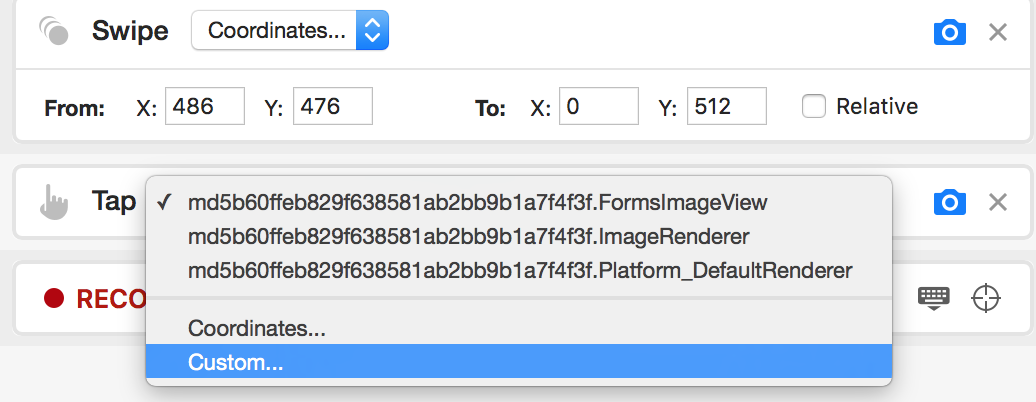 Swipe Coordinates...
From: X: 486 Y: 476 To: X: 0 Y: 512 Relative
Tap ✓ md5b60ffeb829f638581ab2bb9b1a7f4f3f.FormsImageView
md5b60ffeb829f638581ab2bb9b1a7f4f3f.ImageRenderer
md5b60ffeb829f638581ab2bb9b1a7f4f3f.Platform_DefaultRenderer
RECO
Coordinates...
Custom...